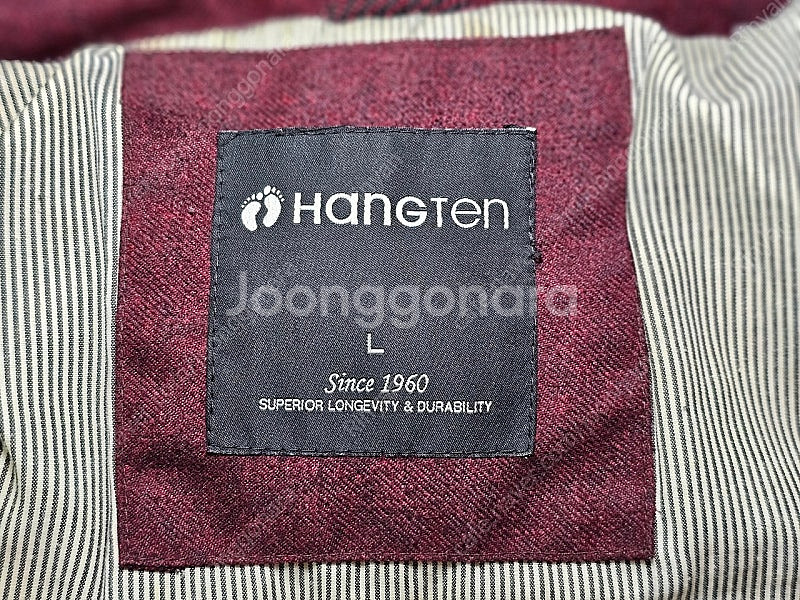 HANGTEN
Joonggonara
L
Since 1960
SUPERIOR LONGEVITY & DURABILITY